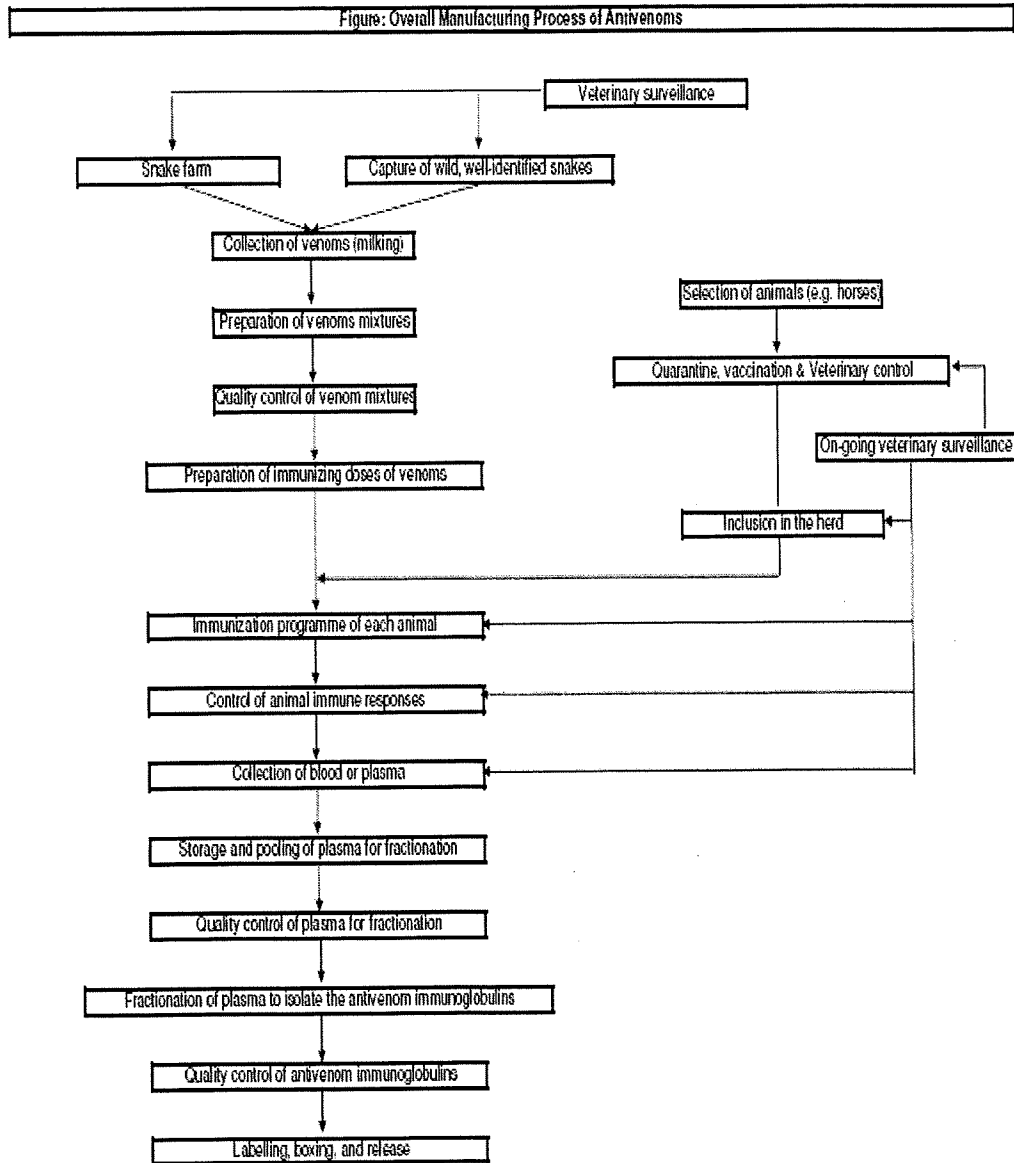 Figure: Overall Manufacturing Process of Antivenoms
Veterinary surveillance
Snake farm
Capture of wild, well-identified snakes
Collection of venoms (milking)
Selection of animals (e.g. horses)
Preparation of venoms mixtures
Quarantine, vaccination & Veterinary control
Quality control of venom mixtures
On-going veterinary surveillance
Preparation of immunizing doses of venoms
Inclusion in the herd
Immunization programme of each animal
Control of animal immune responses
Collection of blood or plasma
Storage and pooling of plasma for fractionation
Quality control of plasma for fractionation
Fractionation of plasma to isolate the antivenom immunoglobulins
Quality control of antivenom immunoglobulins
Labelling, boxing, and release